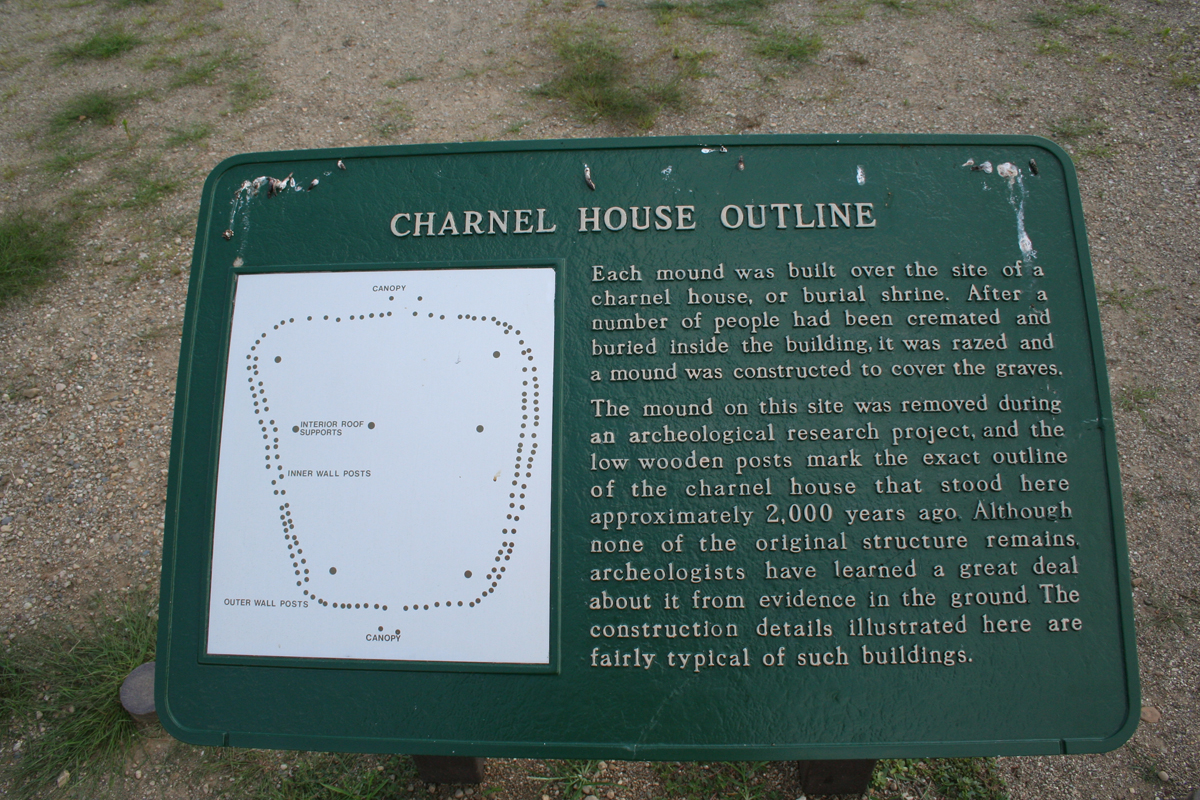 CHARNEL HOUSE OUTLINE
CANOPY
INTERIOR ROOF
SUPPORTS
INNER WALL POSTS
OUTER WALL POSTS
CANOPY
Each mound was built over the site of a
charnel house, or burial shrine. After a
number of people had been cremated and
buried inside the building, it was razed and
a mound was constructed to cover the graves.
The mound on this site was removed during
an archeological research project, and the
low wooden posts mark the exact outline
of the charnel house that stood here
approximately 2,000 years ago. Although
none of the original structure remains,
archeologists have learned a great deal
about it from evidence in the ground. The
construction details illustrated here are
fairly typical of such buildings.